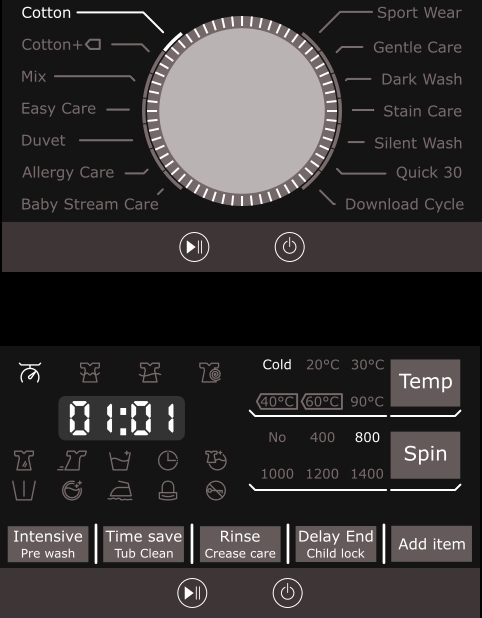 Cotton
Sport Wear
Cotton+
Gentle Care
Mix
Dark Wash
Easy Care
Stain Care
Duvet
Silent Wash
Allergy Care
Quick 30
Baby Stream Care
Download Cycle
Cold 20°C 30°C
Temp
40°C 60°C 90°C
01:01
No 400 800
Spin
1000 1200 1400
Intensive
Pre wash
Time save
Tub Clean
Rinse
Crease care
Delay End
Child lock
Add item